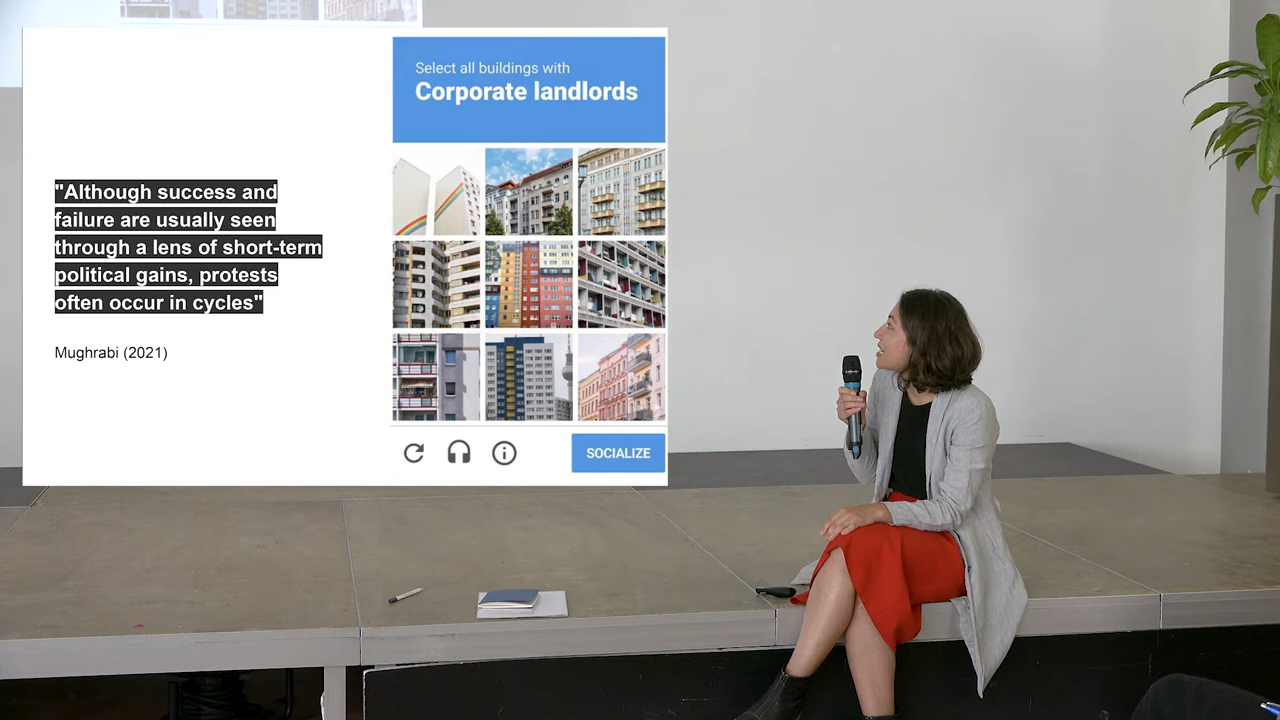 "Although success and
failure are usually seen
through a lens of short-term
political gains, protests
often occur in cycles"
Mughrabi (2021)
Select all buildings with
Corporate landlords
SOCIALIZE